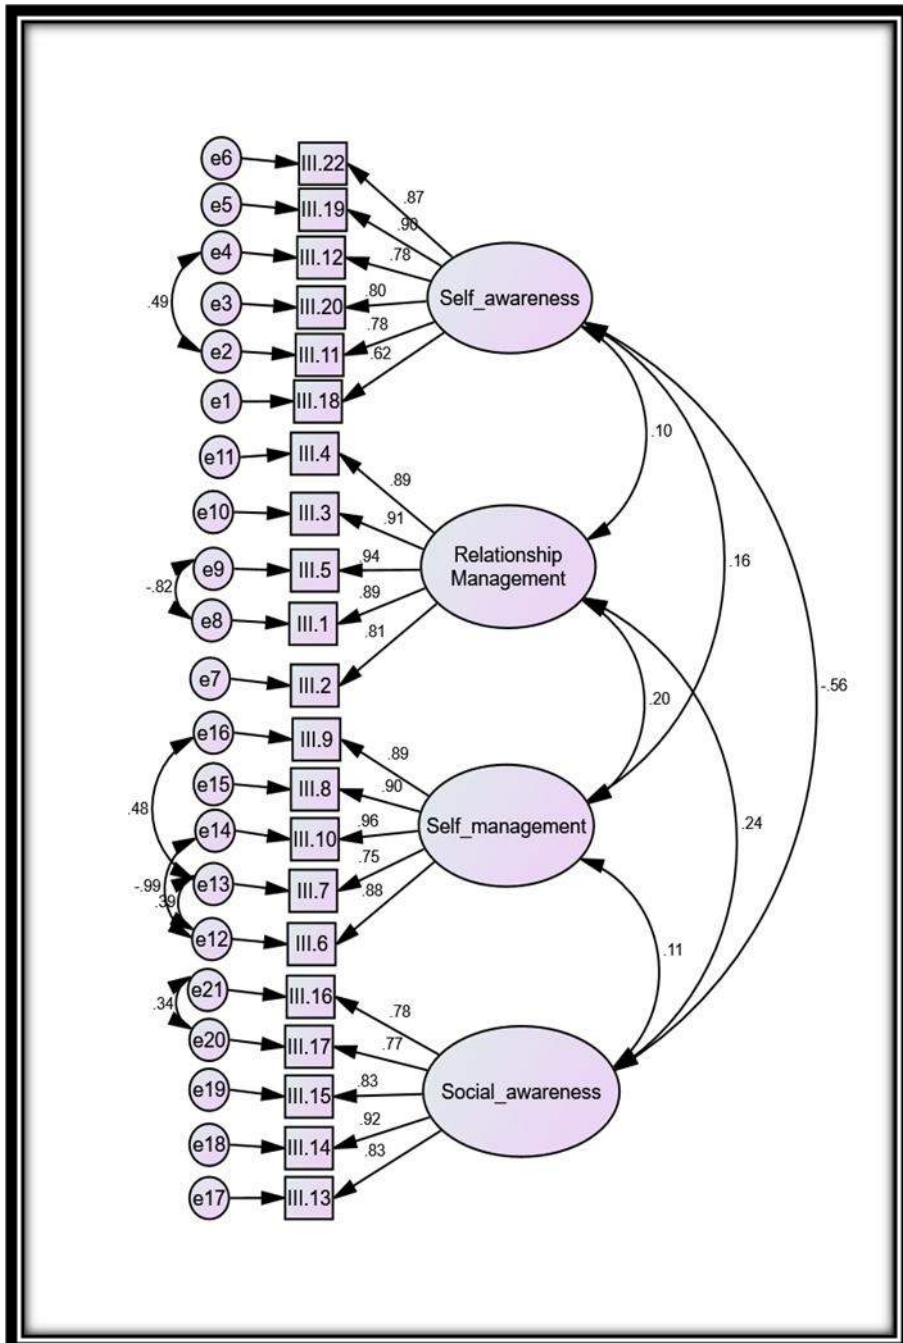 e6
III.22
.87
e5
III.19
.90
e4
III.12
.78
Self_awareness
.49
e3
III.20
.80
e2
III.11
.78
.62
e1
III.18
e11
III.4
.10
.89
e10
III.3
.91
Relationship
Management
.16
e9
III.5
.94
-.82
.89
e8
III.1
.81
e7
III.2
-.56
.20
e16
III.9
.89
e15
III.8
.90
.48
e14
III.10
.96
Self_management
.24
.75
e13
III.7
-.99
.39
.88
e12
III.6
.11
e21
III.16
.34
.78
e20
III.17
.77
e19
III.15
.83
Social_awareness
.92
e18
III.14
.83
e17
III.13